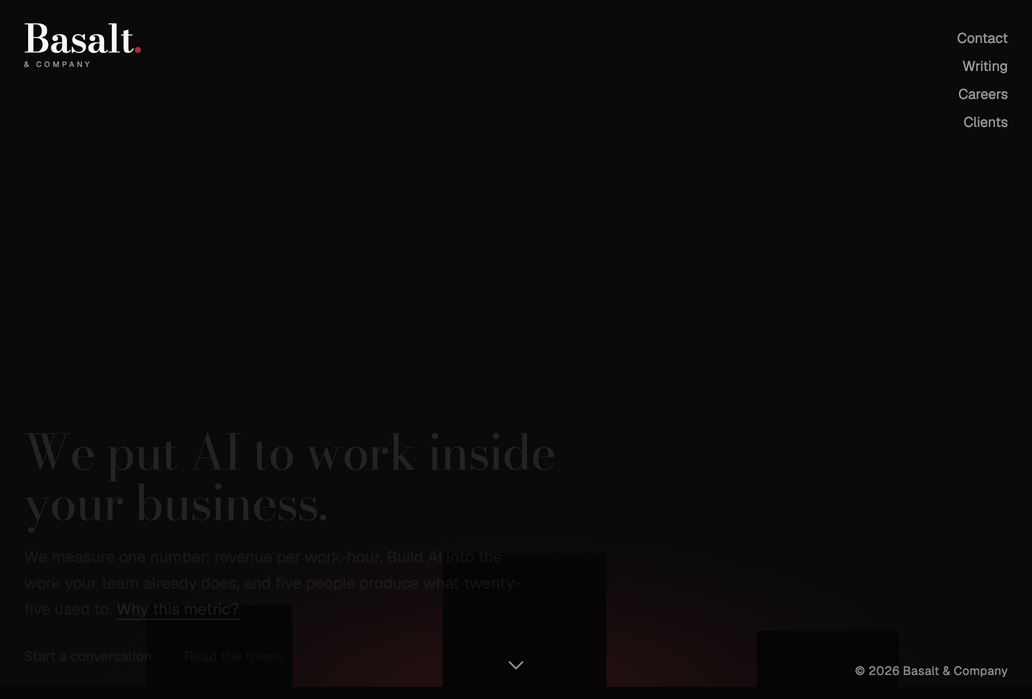 Basalt.
& COMPANY
Contact
Writing
Careers
Clients
We put AI to work inside
your business.
We measure one number: revenue per work-hour. Build AI into the
work your team already does, and five people produce what twenty-
five used to. Why this metric?
Start a conversation
Read the thesis
© 2026 Basalt & Company